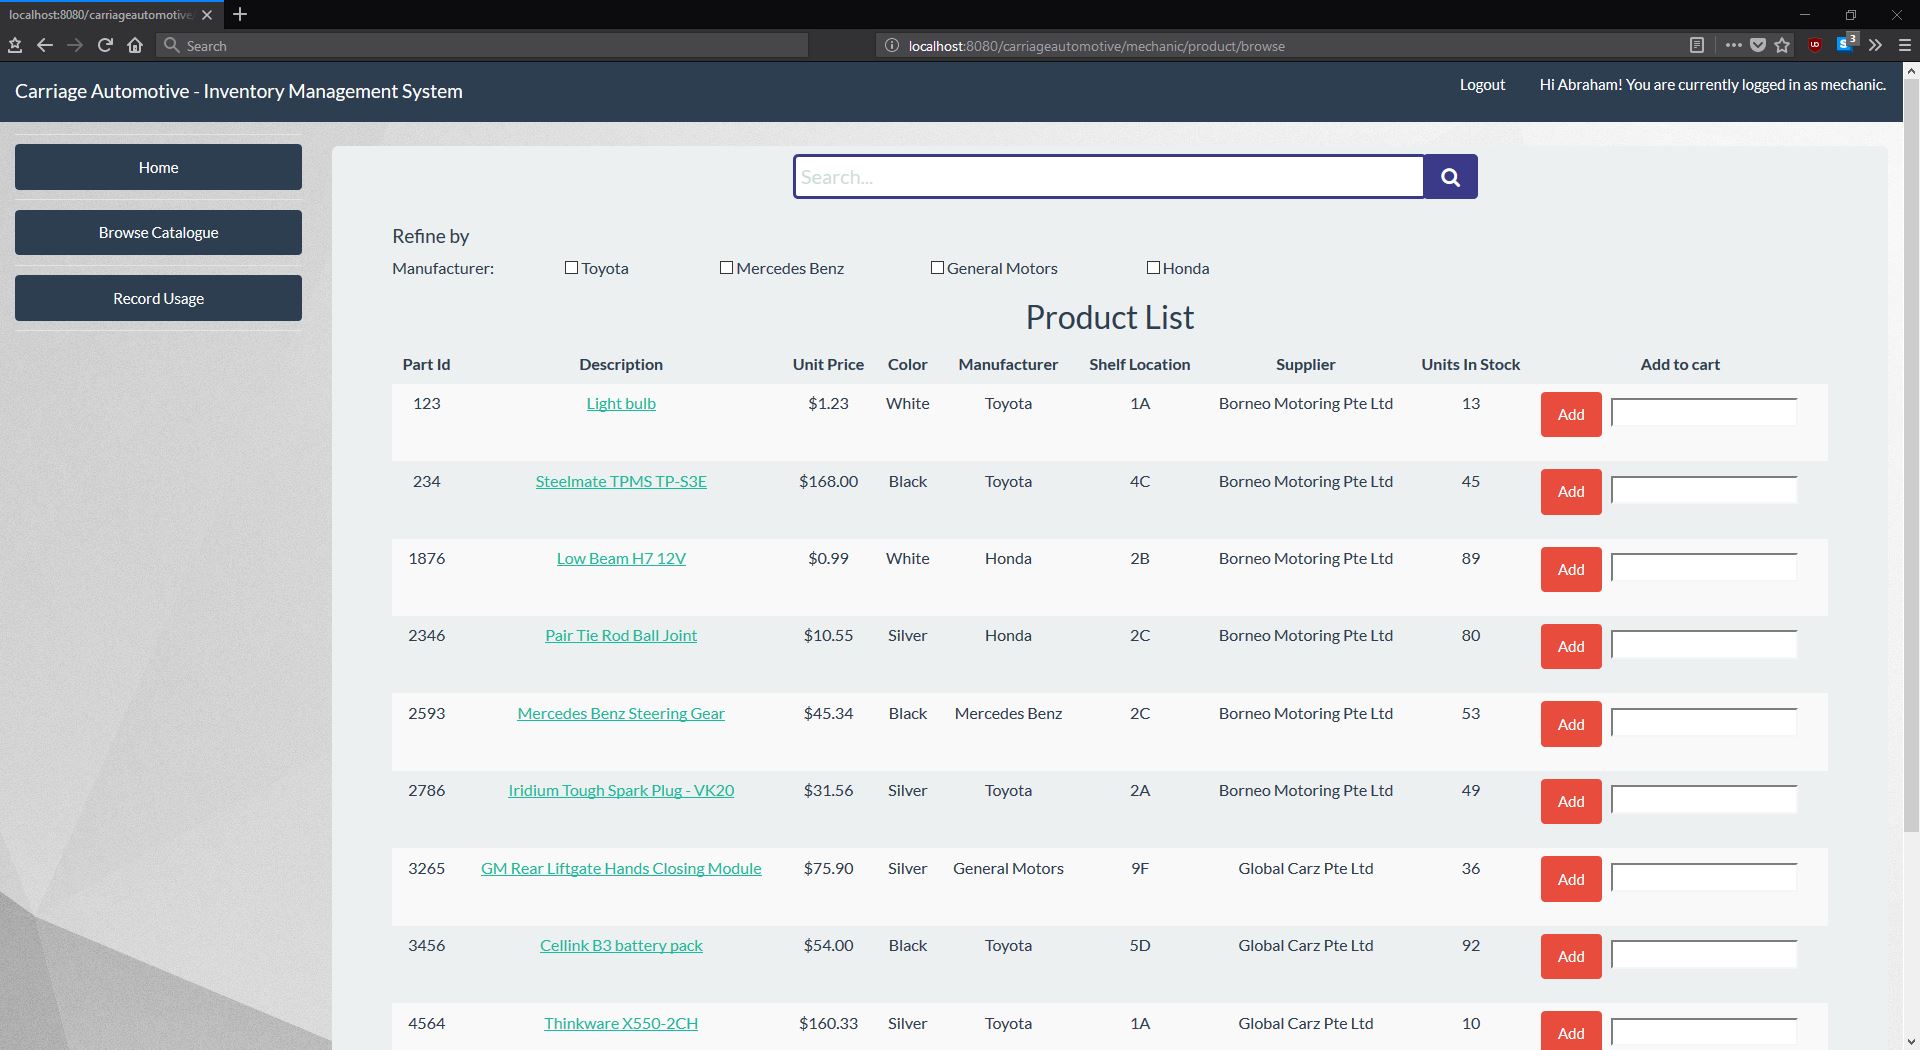 localhost:8080/carriageautomotive/
Search
localhost:8080/carriageautomotive/mechanic/product/browse
3
Carriage Automotive - Inventory Management System
Logout Hi Abraham! You are currently logged in as mechanic.
Home
Browse Catalogue
Record Usage
Search...
Refine by
Manufacturer: Toyota Mercedes Benz General Motors Honda
Product List
Part Id Description Unit Price Color Manufacturer Shelf Location Supplier Units In Stock Add to cart
123 Light bulb $1.23 White Toyota 1A Borneo Motoring Pte Ltd 13 Add
234 Steelmate TPMS TP-S3E $168.00 Black Toyota 4C Borneo Motoring Pte Ltd 45 Add
1876 Low Beam H7 12V $0.99 White Honda 2B Borneo Motoring Pte Ltd 89 Add
2346 Pair Tie Rod Ball Joint $10.55 Silver Honda 2C Borneo Motoring Pte Ltd 80 Add
2593 Mercedes Benz Steering Gear $45.34 Black Mercedes Benz 2C Borneo Motoring Pte Ltd 53 Add
2786 Iridium Tough Spark Plug - VK20 $31.56 Silver Toyota 2A Borneo Motoring Pte Ltd 49 Add
3265 GM Rear Liftgate Hands Closing Module $75.90 Silver General Motors 9F Global Carz Pte Ltd 36 Add
3456 Cellink B3 battery pack $54.00 Black Toyota 5D Global Carz Pte Ltd 92 Add
4564 Thinkware X550-2CH $160.33 Silver Toyota 1A Global Carz Pte Ltd 10 Add